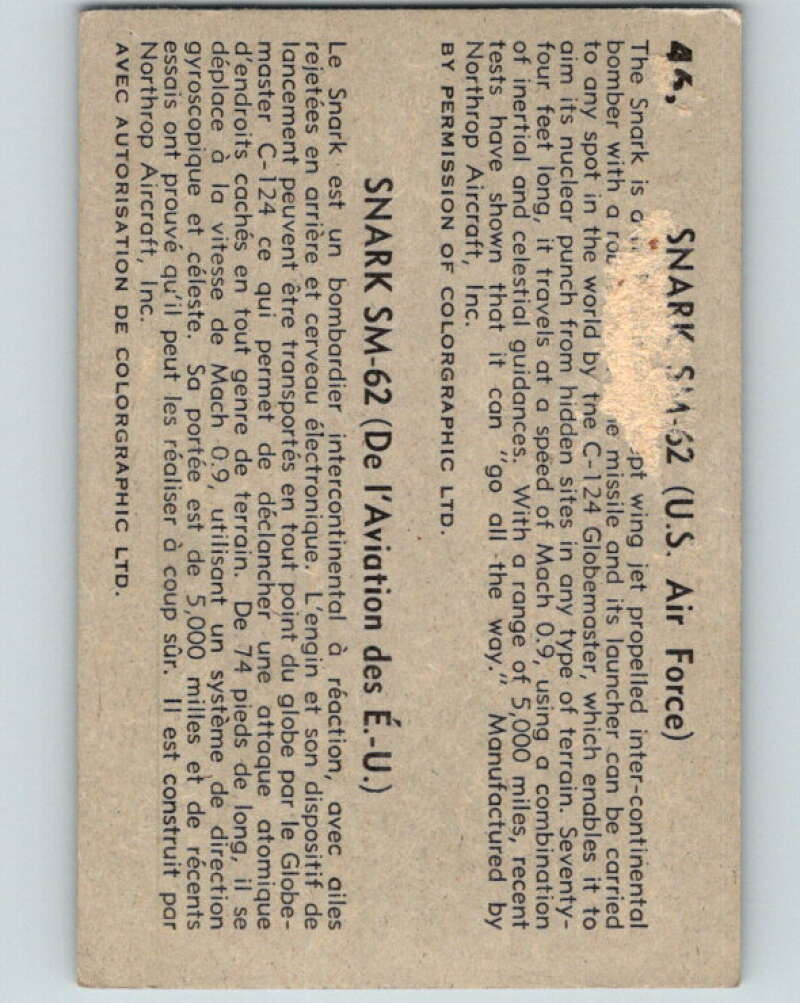 46,
SNARK SM-62 (U.S. Air Force)
The Snark is a wing jet propelled inter-continental
bomber with a missile and its launcher can be carried
to any spot in the world by the C-124 Globemaster, which enables it to
aim its nuclear punch from hidden sites in any type of terrain. Seventy-
four feet long, it travels at a speed of Mach 0.9, using a combination
of inertial and celestial guidances. With a range of 5,000 miles, recent
tests have shown that it can "go all the way." Manufactured by
Northrop Aircraft, Inc.
BY PERMISSION OF COLORGRAPHIC LTD.
SNARK SM-62 (De l'Aviation des É.-U.)
Le Snark est un bombardier intercontinental à réaction, avec ailes
rejetées en arrière et cerveau électronique. L'engin et son dispositif de
lancement peuvent être transportés en tout point du globe par le Globe-
master C-124 ce qui permet de déclancher une attaque atomique
d'endroits cachés en tout genre de terrain. De 74 pieds de long, il se
déplace à la vitesse de Mach 0.9, utilisant un système de direction
gyroscopique et céleste. Sa portée est de 5,000 milles et de récents
essais ont prouvé qu'il peut les réaliser à coup sûr. Il est construit par
Northrop Aircraft, Inc.
AVEC AUTORISATION DE COLORGRAPHIC LTD.